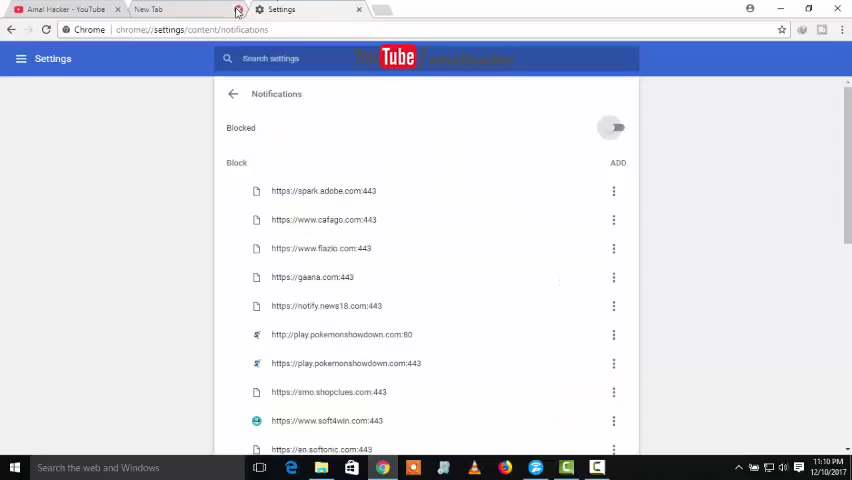 Amal Hacker - YouTube
New Tab
Settings
Chrome
chrome://settings/content/notifications
Settings
Search settings
YouTube
Notifications
Blocked
Block
ADD
https://spark.adobe.com:443
https://www.cafago.com:443
https://www.fiazio.com:443
https://gaana.com:443
https://notify.news18.com:443
http://play.pokemonshowdown.com:80
https://play.pokemonshowdown.com:443
https://smo.shopclues.com:443
https://www.soft4win.com:443
https://en.softonic.com:443
Search the web and Windows
11:10 PM
12/10/2017